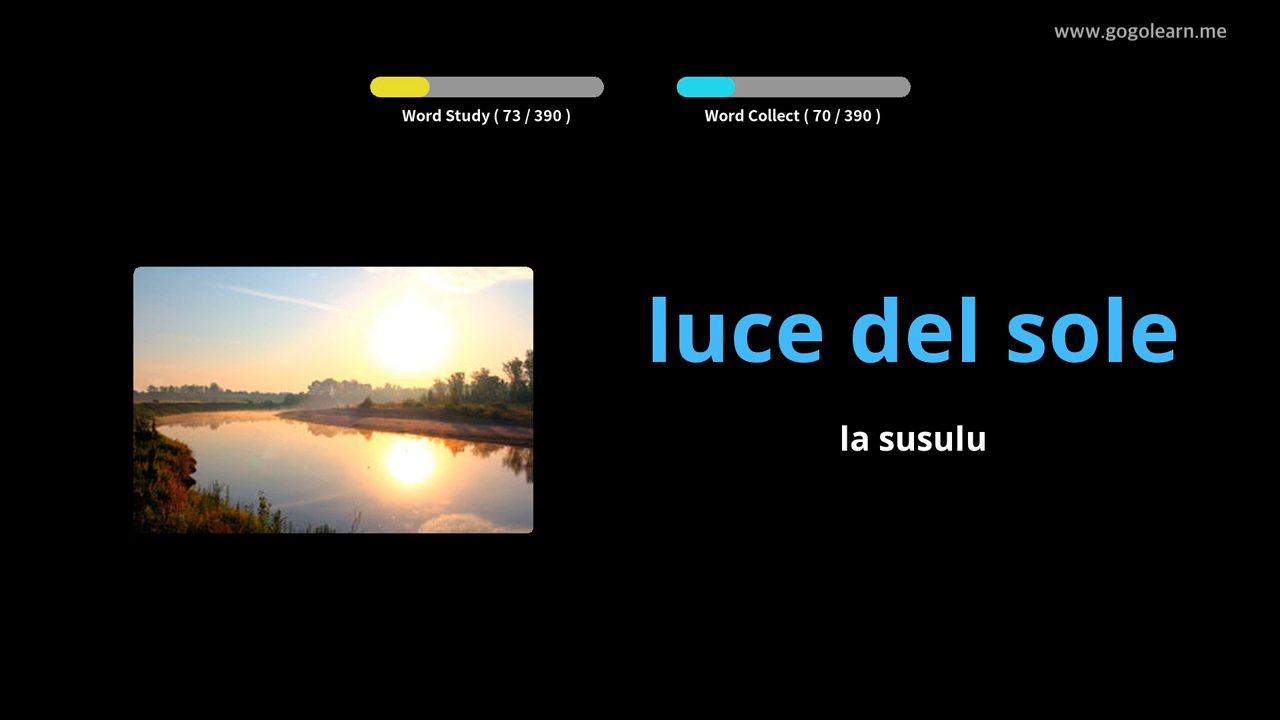 www.gogolearn.me
Word Study ( 73 / 390 )
Word Collect ( 70 / 390 )
luce del sole
la susulu